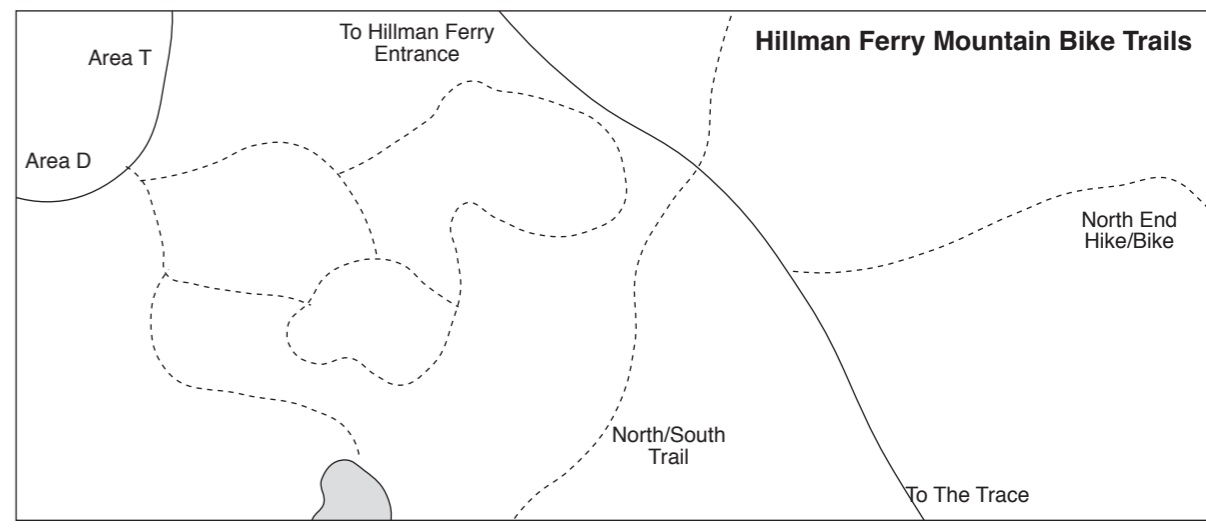 Hillman Ferry Mountain Bike Trails
To Hillman Ferry
Entrance
Area T
Area D
North End
Hike/Bike
North/South
Trail
To The Trace